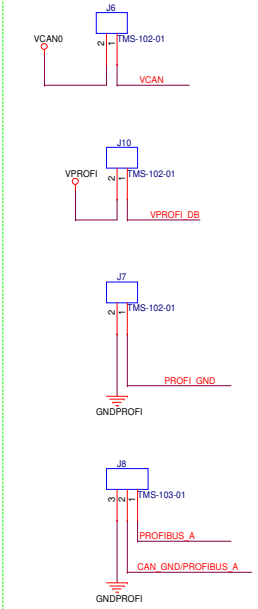 J6
VCAN0
2 1
TMS-102-01
VCAN
J10
VPROFI
2 1
TMS-102-01
VPROFI_DB
J7
2 1
TMS-102-01
PROFI_GND
GNDPROFI
J8
3 2 1
TMS-103-01
PROFIBUS_A
CAN_GND/PROFIBUS_A
GNDPROFI